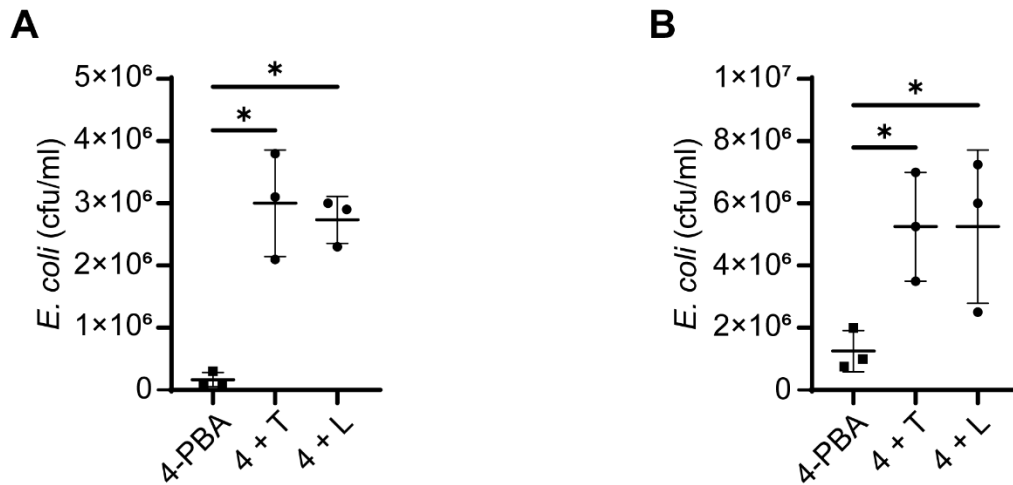 A
E. coli (cfu/ml)
5×10⁶
4×10⁶
3×10⁶
2×10⁶
1×10⁶
0
*
*
4-PBA
4 + T
4 + L
B
E. coli (cfu/ml)
1×10⁷
8×10⁶
6×10⁶
4×10⁶
2×10⁶
0
*
*
4-PBA
4 + T
4 + L